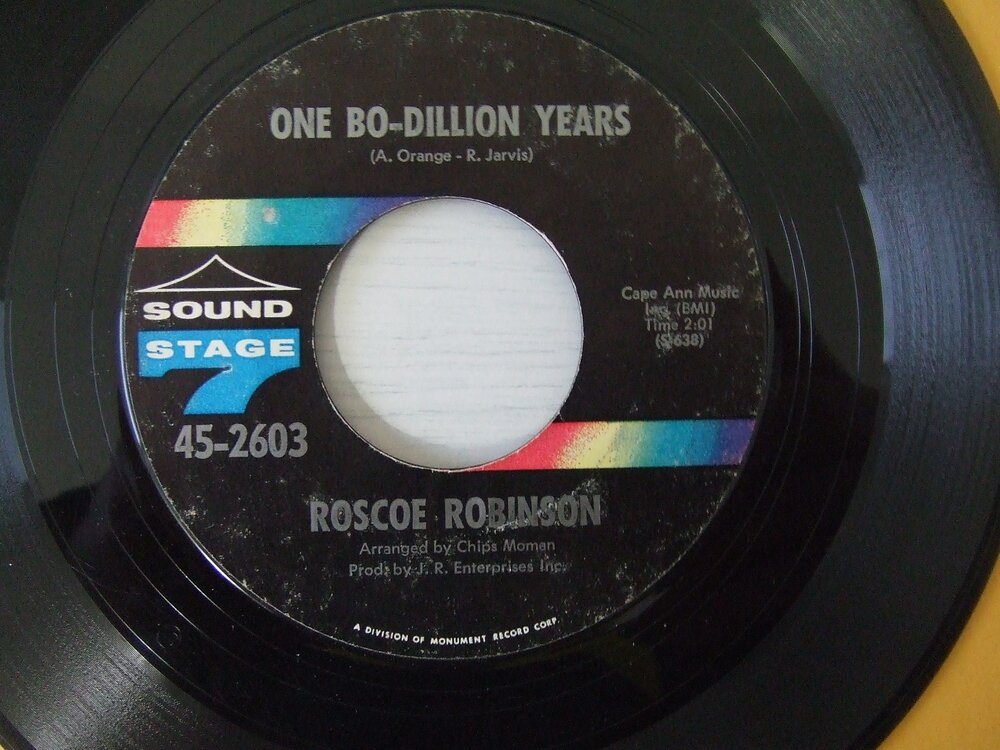 ONE BO-DILLION YEARS
(A. Orange - R. Jarvis)
SOUND
STAGE
7
45-2603
Cape Ann Music
Inc. (BMI)
Time 2:01
(S-638)
ROSCOE ROBINSON
Arranged by Chips Moman
Prod. by J. R. Enterprises Inc.
A DIVISION OF MONUMENT RECORD CORP.